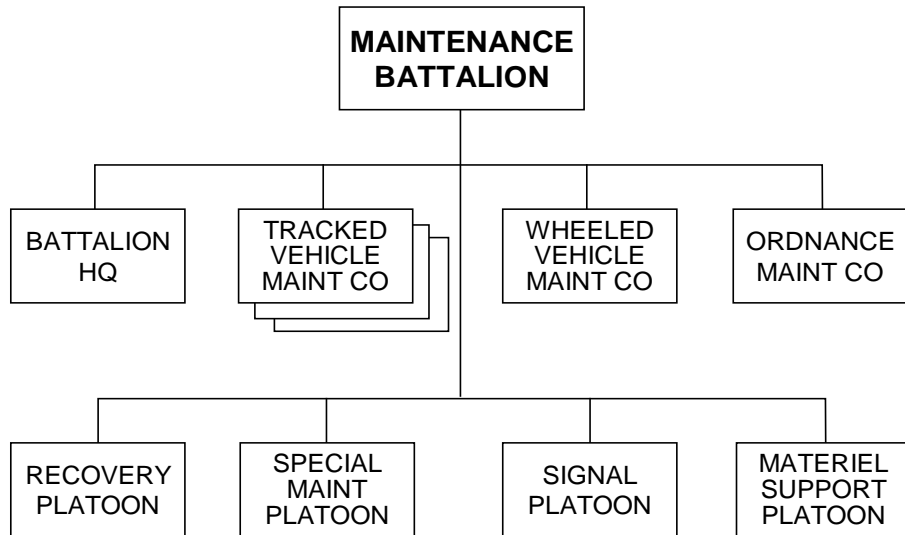 MAINTENANCE
BATTALION
BATTALION
HQ
TRACKED
VEHICLE
MAINT CO
WHEELED
VEHICLE
MAINT CO
ORDNANCE
MAINT CO
RECOVERY
PLATOON
SPECIAL
MAINT
PLATOON
SIGNAL
PLATOON
MATERIEL
SUPPORT
PLATOON